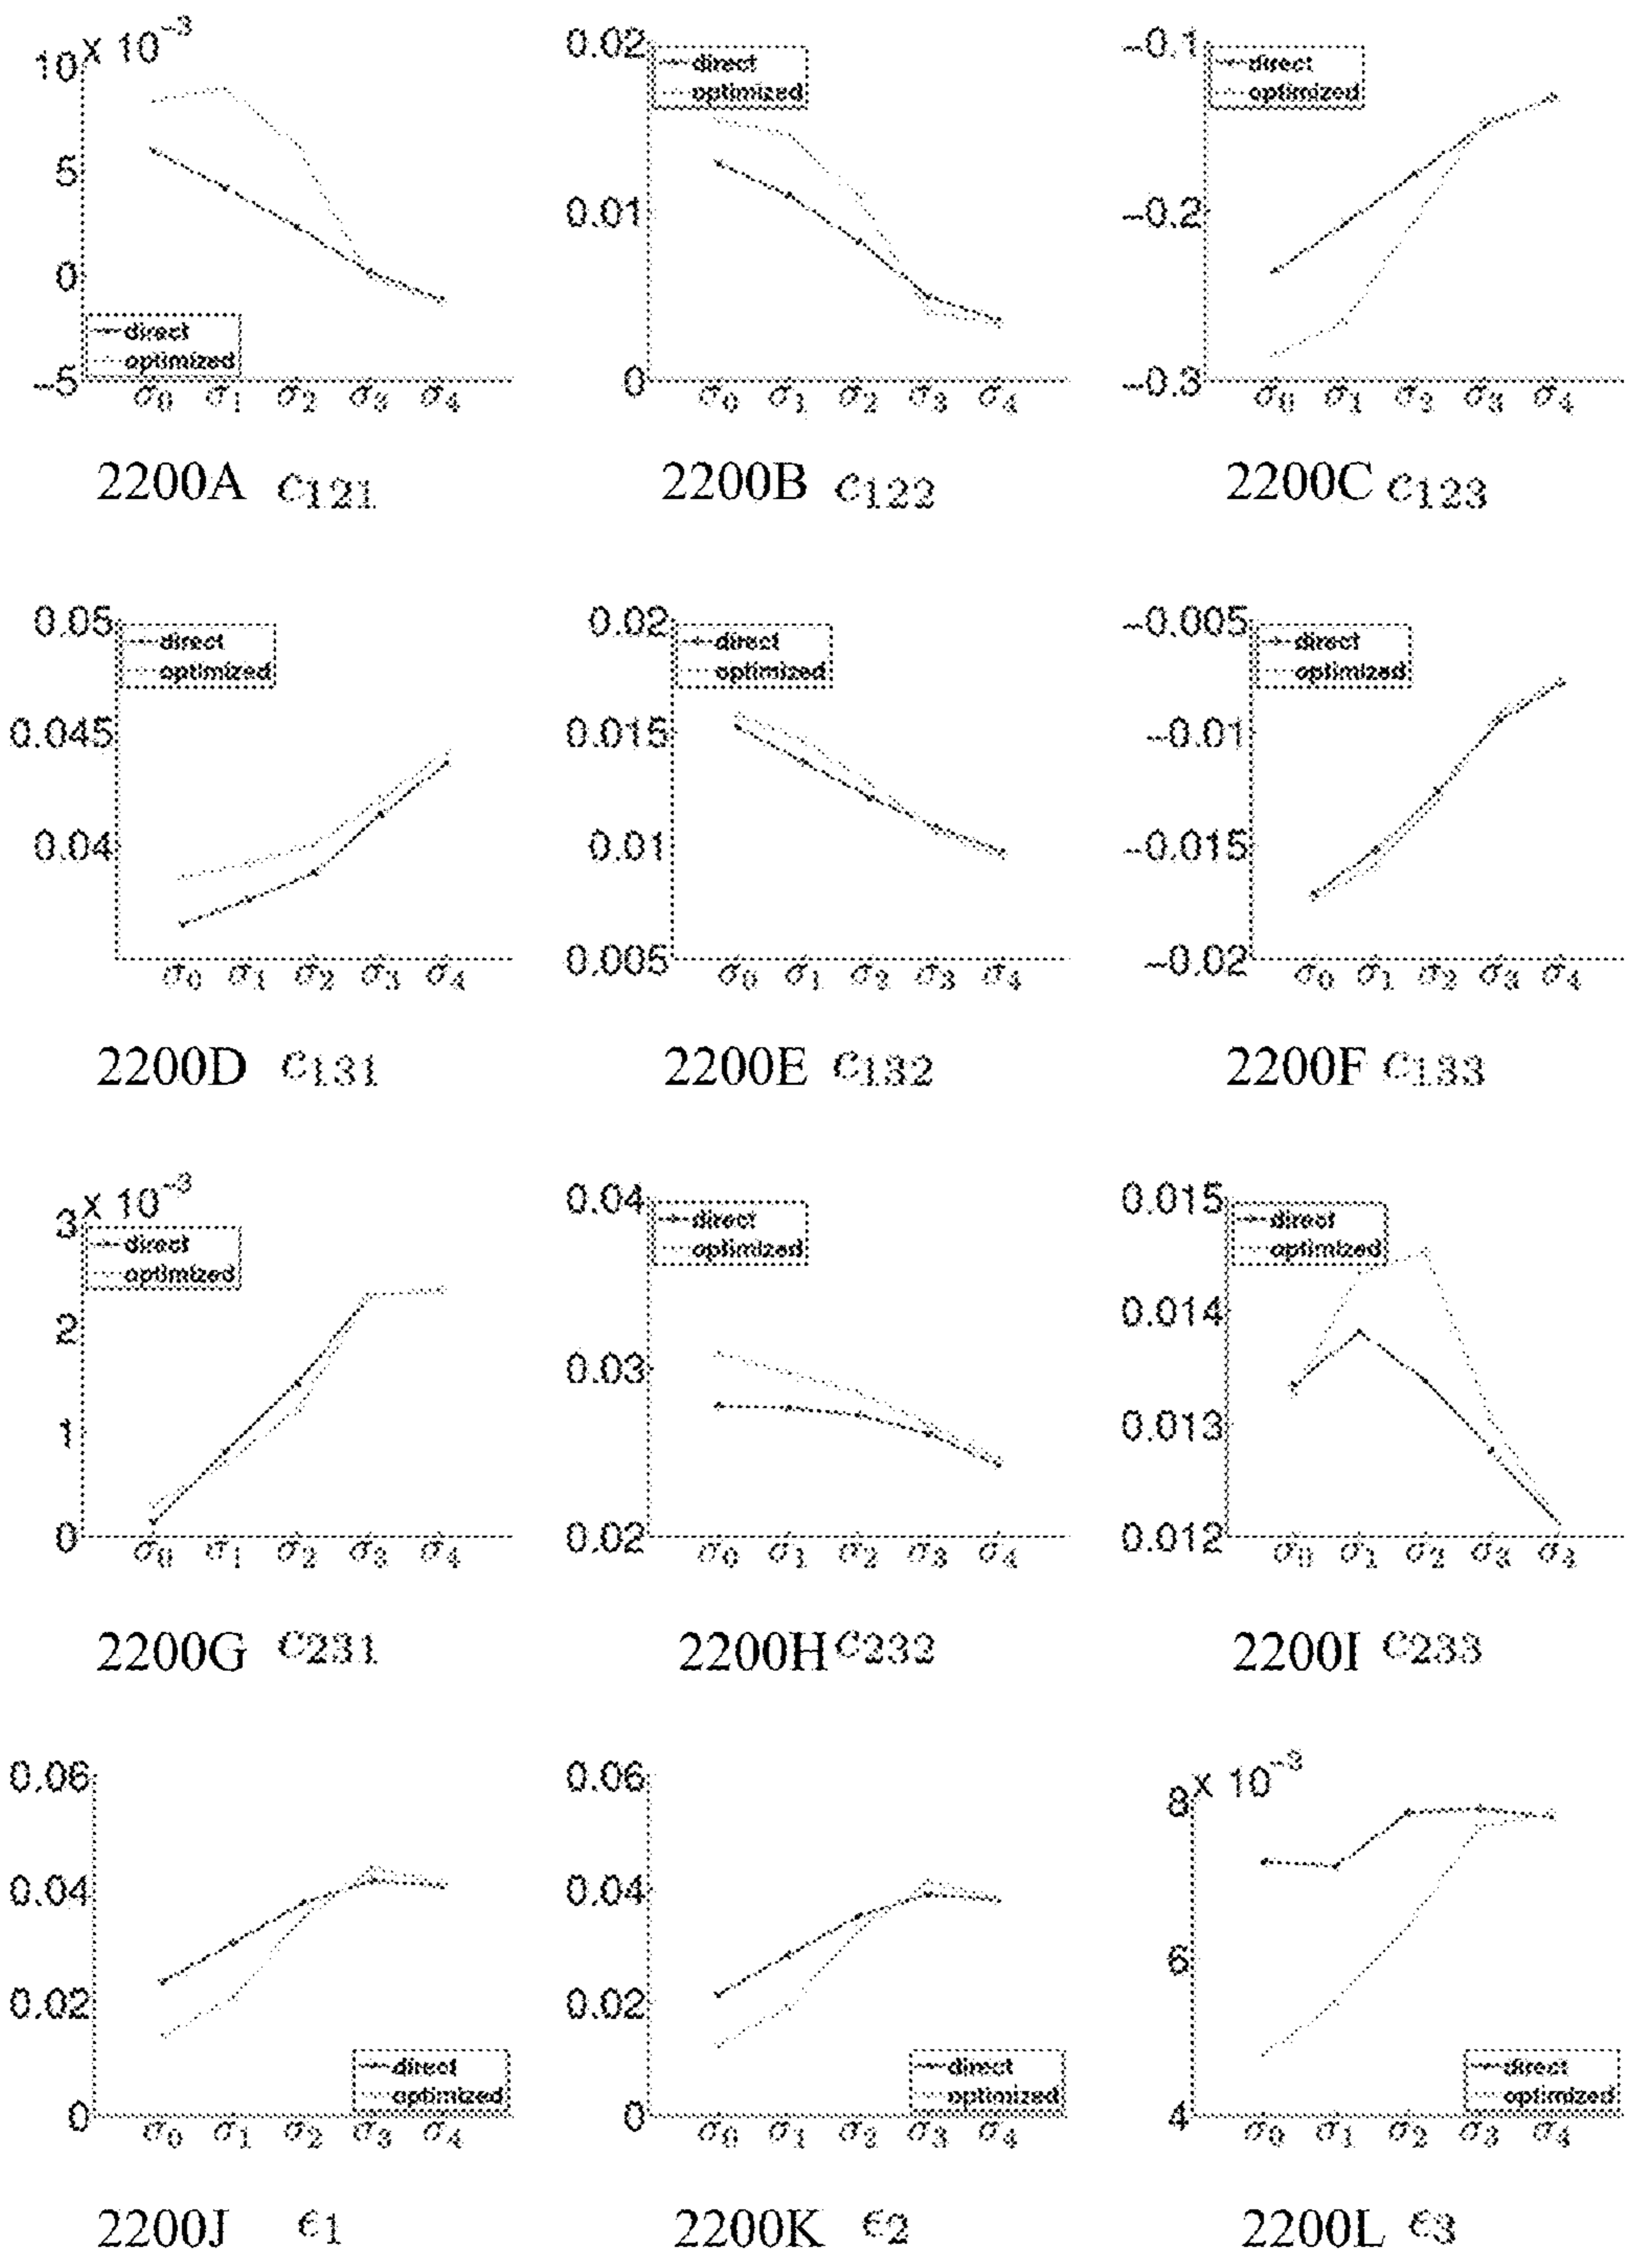 10 x 10^-3
5
0
-5
direct
optimized
σ0 σ1 σ2 σ3 σ4
2200A c121
0.02
0.01
0
direct
optimized
σ0 σ1 σ2 σ3 σ4
2200B c122
-0.1
-0.2
-0.3
direct
optimized
σ0 σ1 σ2 σ3 σ4
2200C c123
0.05
0.045
0.04
direct
optimized
σ0 σ1 σ2 σ3 σ4
2200D c131
0.02
0.015
0.01
0.005
direct
optimized
σ0 σ1 σ2 σ3 σ4
2200E c132
-0.005
-0.01
-0.015
-0.02
direct
optimized
σ0 σ1 σ2 σ3 σ4
2200F c133
3 x 10^-3
2
1
0
direct
optimized
σ0 σ1 σ2 σ3 σ4
2200G c231
0.04
0.03
0.02
direct
optimized
σ0 σ1 σ2 σ3 σ4
2200H c232
0.015
0.014
0.013
0.012
direct
optimized
σ0 σ1 σ2 σ3 σ4
2200I c233
0.06
0.04
0.02
0
direct
optimized
σ0 σ1 σ2 σ3 σ4
2200J ϵ1
0.06
0.04
0.02
0
direct
optimized
σ0 σ1 σ2 σ3 σ4
2200K ϵ2
8 x 10^-3
6
4
direct
optimized
σ0 σ1 σ2 σ3 σ4
2200L ϵ3